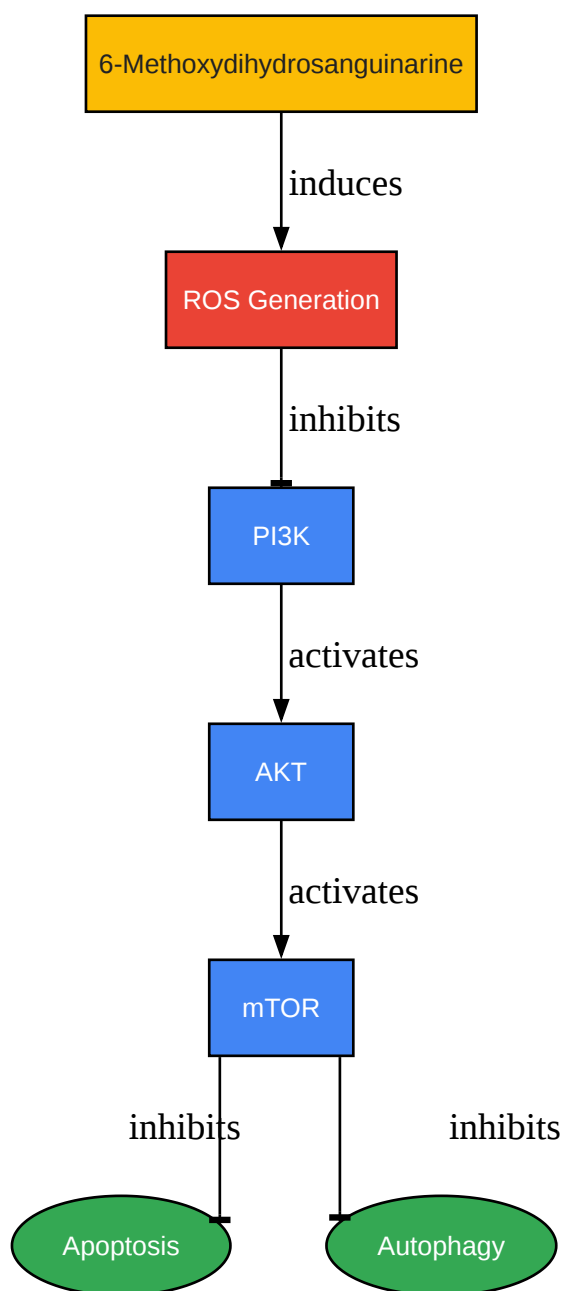 6-Methoxydihydrosanguinarine
induces
ROS Generation
inhibits
PI3K
activates
AKT
activates
mTOR
inhibits
inhibits
Apoptosis
Autophagy